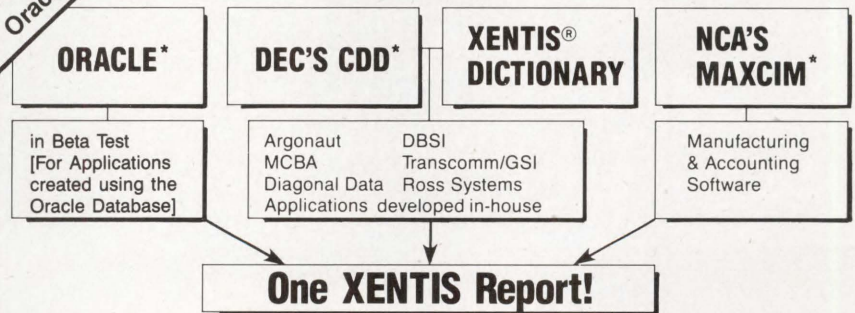 ORACLE*
DEC'S CDD*
XENTIS®
DICTIONARY
NCA'S
MAXCIM*
in Beta Test
[For Applications
created using the
Oracle Database]
Argonaut DBSI
MCBA Transcomm/GSI
Diagonal Data Ross Systems
Applications developed in-house
Manufacturing
& Accounting
Software
One XENTIS Report!